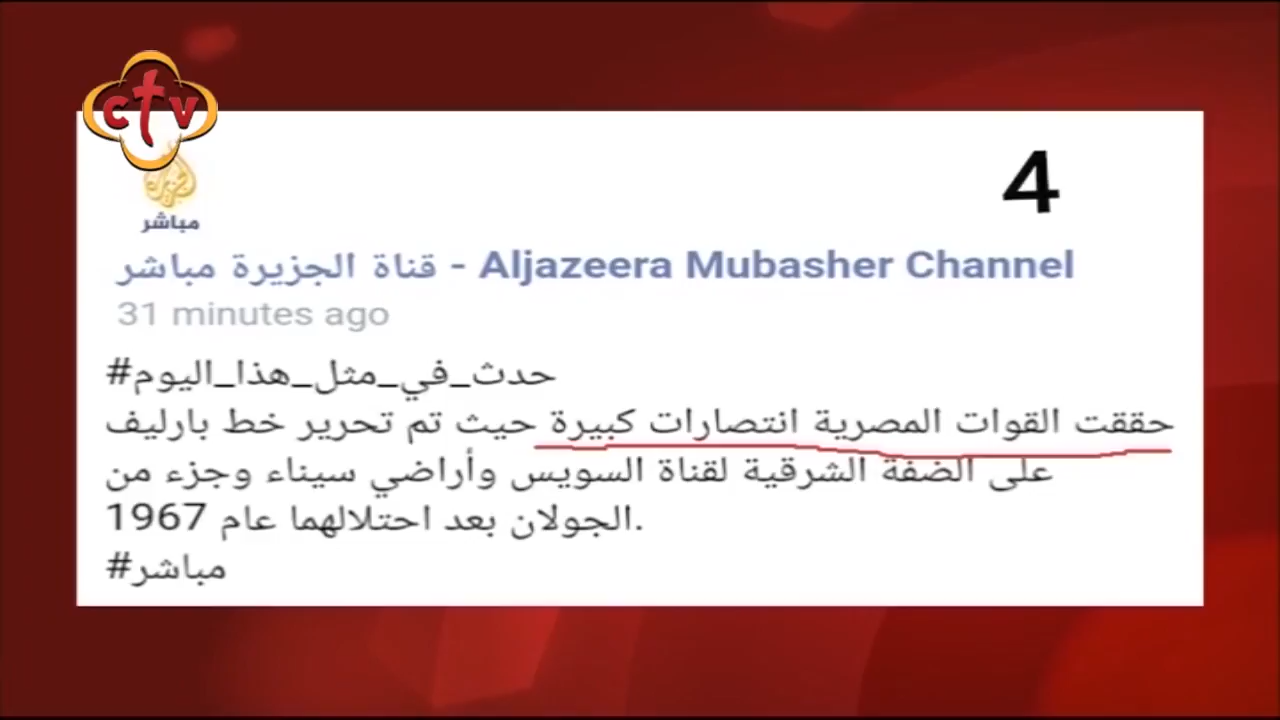 ctv
4
الجزيرة
مباشر
قناة الجزيرة مباشر - Aljazeera Mubasher Channel
31 minutes ago
#حدث_في_مثل_هذا_اليوم
حققت القوات المصرية انتصارات كبيرة حيث تم تحرير خط بارليف
على الضفة الشرقية لقناة السويس وأراضي سيناء وجزء من
الجولان بعد احتلالهما عام 1967.
#مباشر